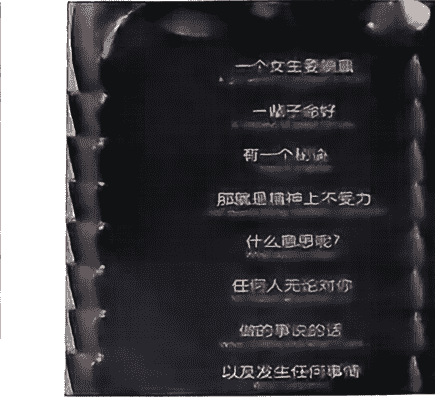 一个女生要想飘
一辈子命好
有一个秘诀
那就是精神上不受力
什么意思呢?
任何人无论对你
做的事说的话
以及发生任何事情